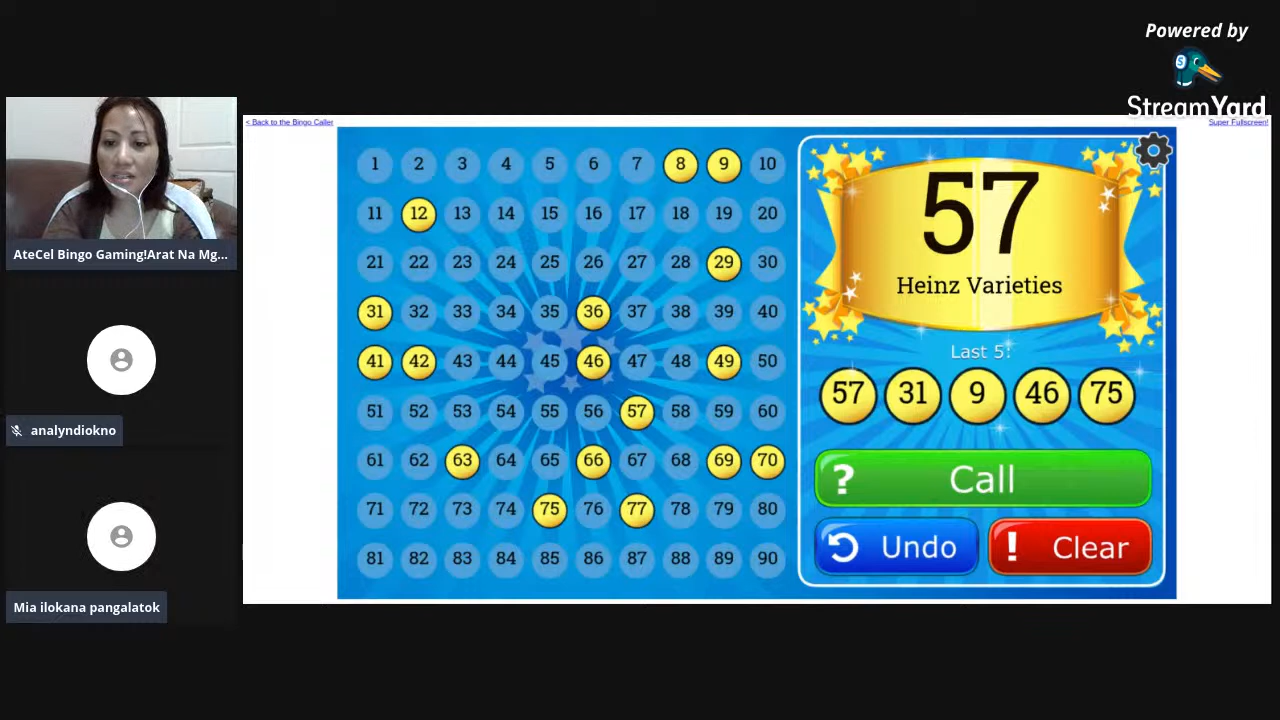 Powered by
StreamYard
< Back to the Bingo Caller
Super Fullscreen!
AteCel Bingo Gaming!Arat Na Mg...
analyndiokno
Mia ilokana pangalatok
1 2 3 4 5 6 7 8 9 10
11 12 13 14 15 16 17 18 19 20
21 22 23 24 25 26 27 28 29 30
31 32 33 34 35 36 37 38 39 40
41 42 43 44 45 46 47 48 49 50
51 52 53 54 55 56 57 58 59 60
61 62 63 64 65 66 67 68 69 70
71 72 73 74 75 76 77 78 79 80
81 82 83 84 85 86 87 88 89 90
57
Heinz Varieties
Last 5:
57 31 9 46 75
? Call
Undo
! Clear